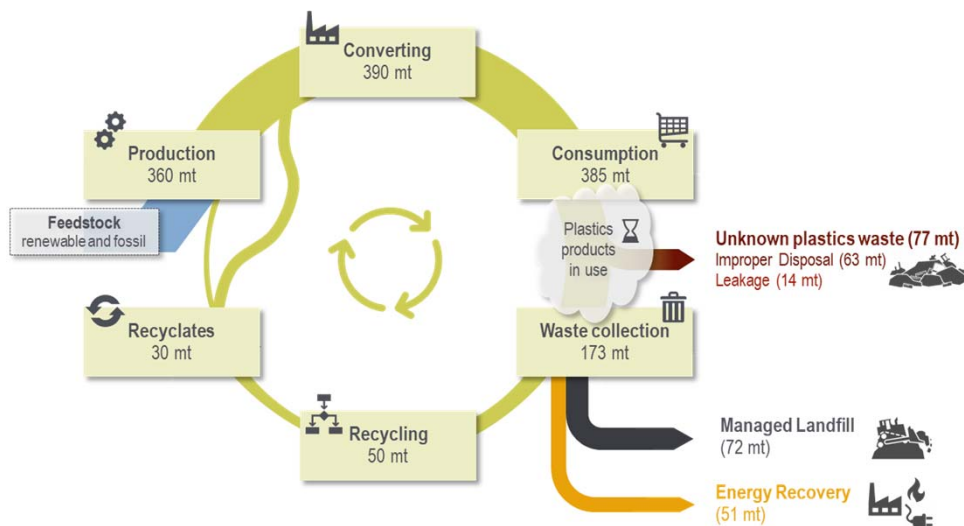 Converting
390 mt
Production
360 mt
Consumption
385 mt
Feedstock
renewable and fossil
Plastics
products
in use
Unknown plastics waste (77 mt)
Improper Disposal (63 mt)
Leakage (14 mt)
Recyclates
30 mt
Waste collection
173 mt
Recycling
50 mt
Managed Landfill
(72 mt)
Energy Recovery
(51 mt)